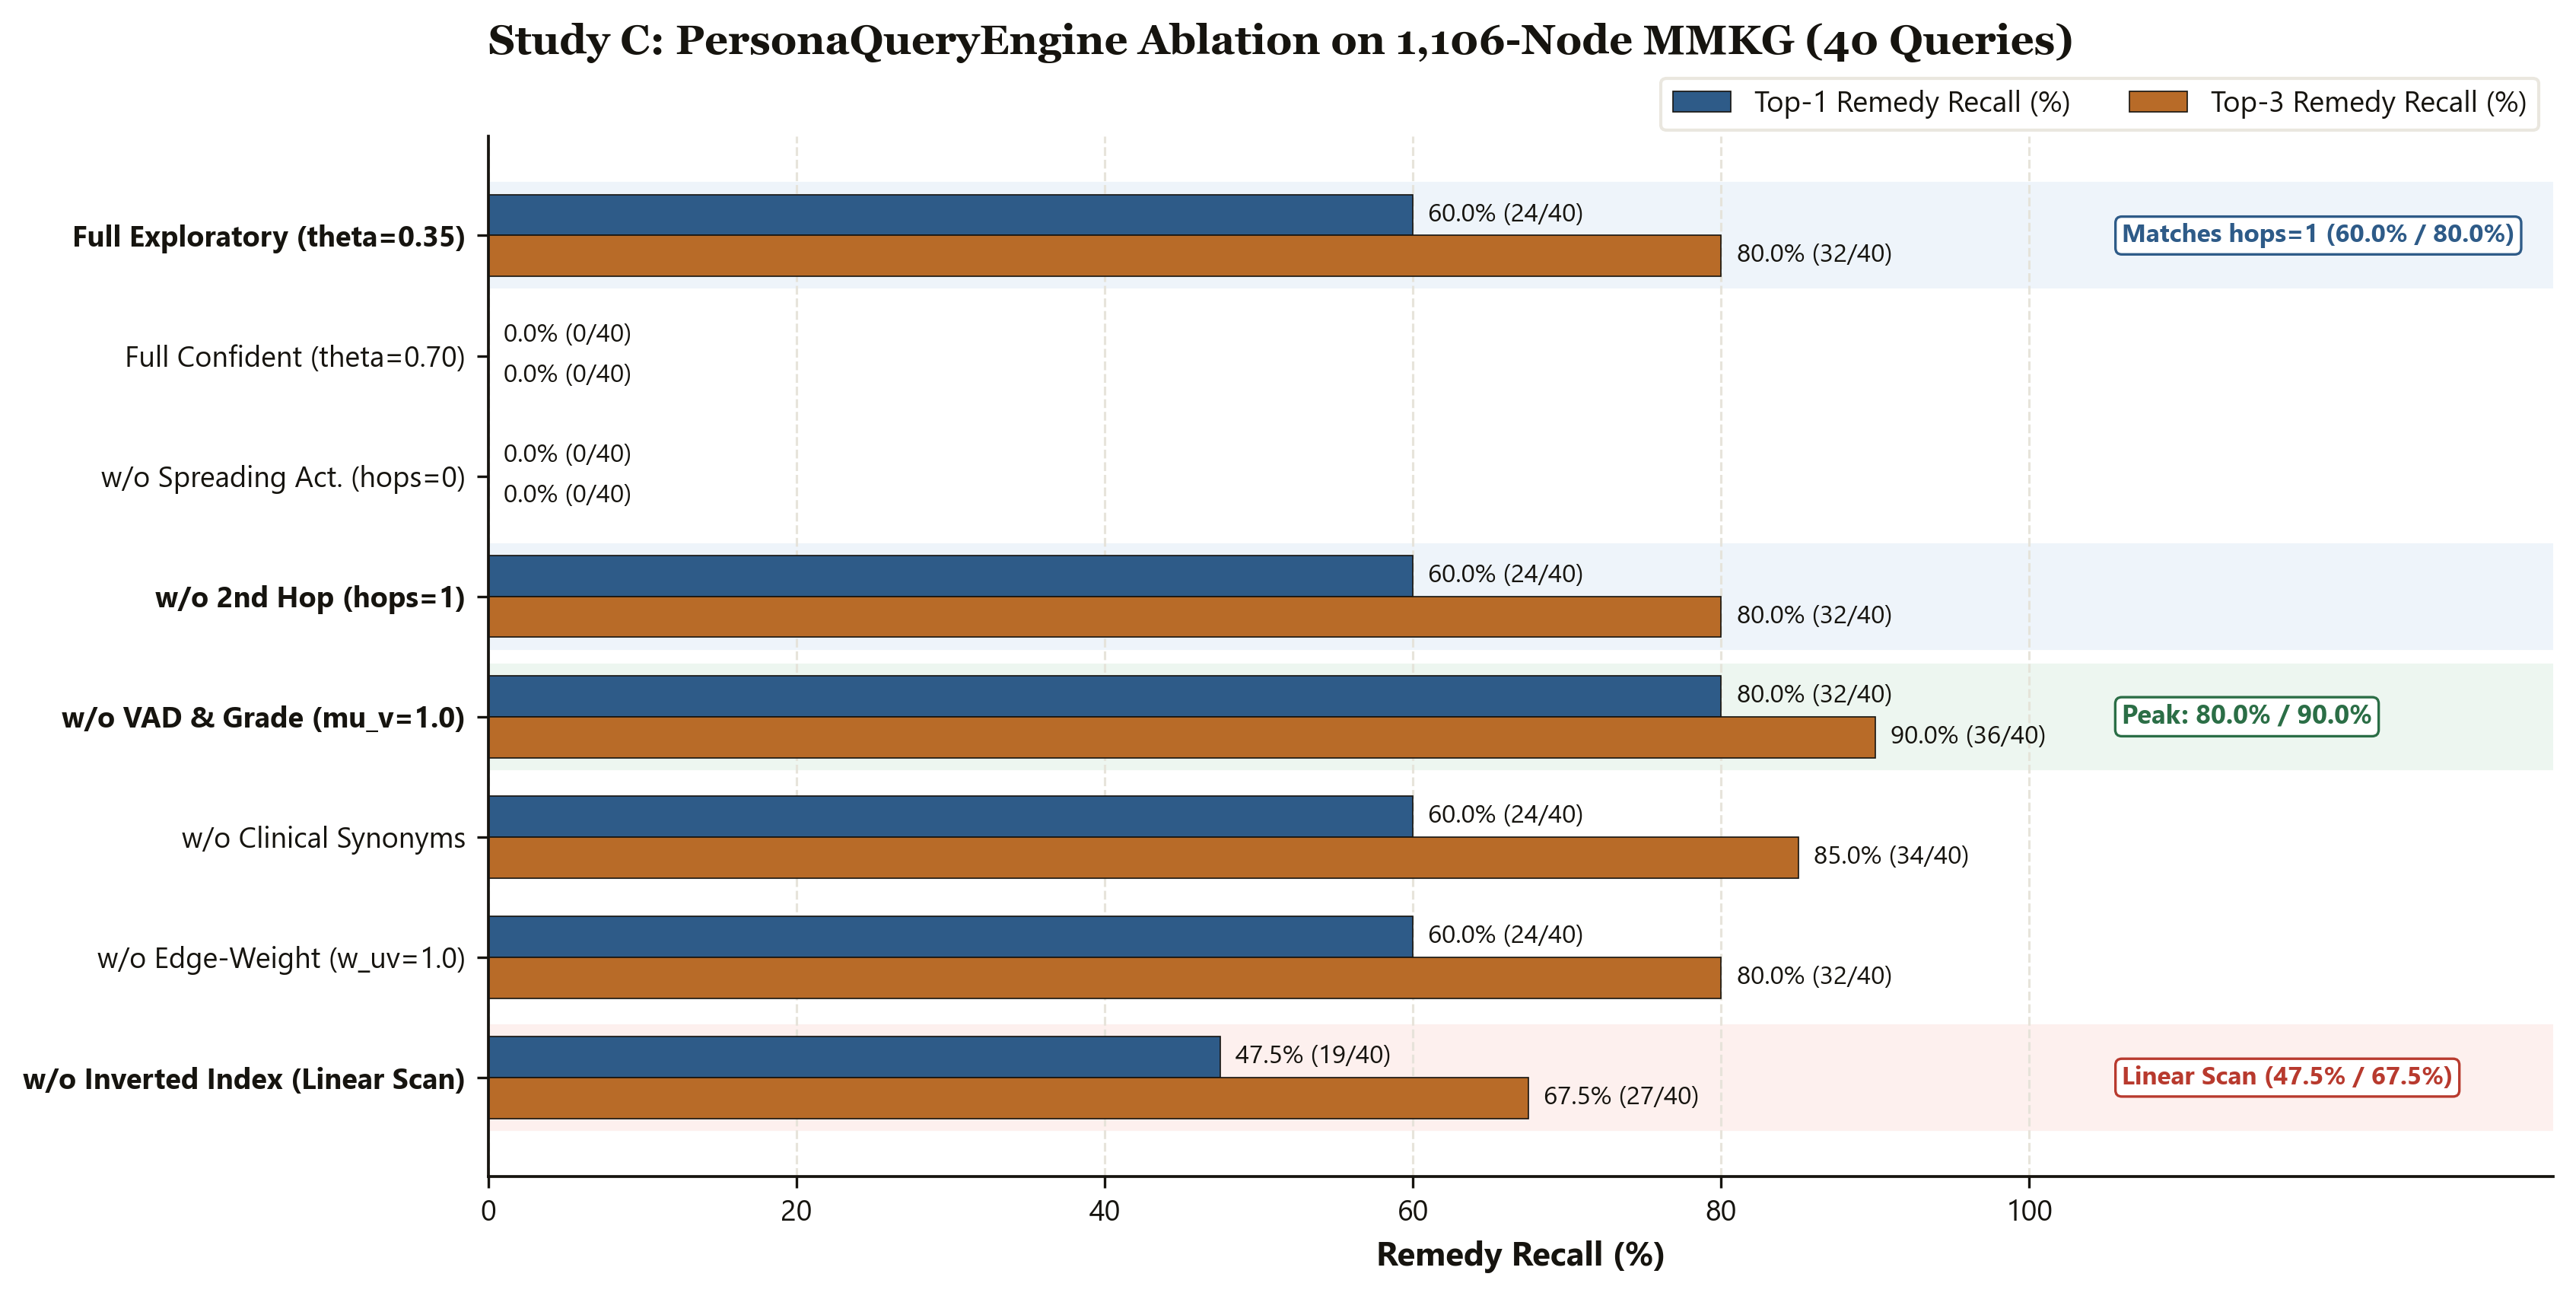 Study C: PersonaQueryEngine Ablation on 1,106-Node MMKG (40 Queries)
Top-1 Remedy Recall (%)
Top-3 Remedy Recall (%)
Full Exploratory (theta=0.35)
60.0% (24/40)
80.0% (32/40)
Matches hops=1 (60.0% / 80.0%)
Full Confident (theta=0.70)
0.0% (0/40)
0.0% (0/40)
w/o Spreading Act. (hops=0)
0.0% (0/40)
0.0% (0/40)
w/o 2nd Hop (hops=1)
60.0% (24/40)
80.0% (32/40)
w/o VAD & Grade (mu_v=1.0)
80.0% (32/40)
90.0% (36/40)
Peak: 80.0% / 90.0%
w/o Clinical Synonyms
60.0% (24/40)
85.0% (34/40)
w/o Edge-Weight (w_uv=1.0)
60.0% (24/40)
80.0% (32/40)
w/o Inverted Index (Linear Scan)
47.5% (19/40)
67.5% (27/40)
Linear Scan (47.5% / 67.5%)
0 20 40 60 80 100
Remedy Recall (%)